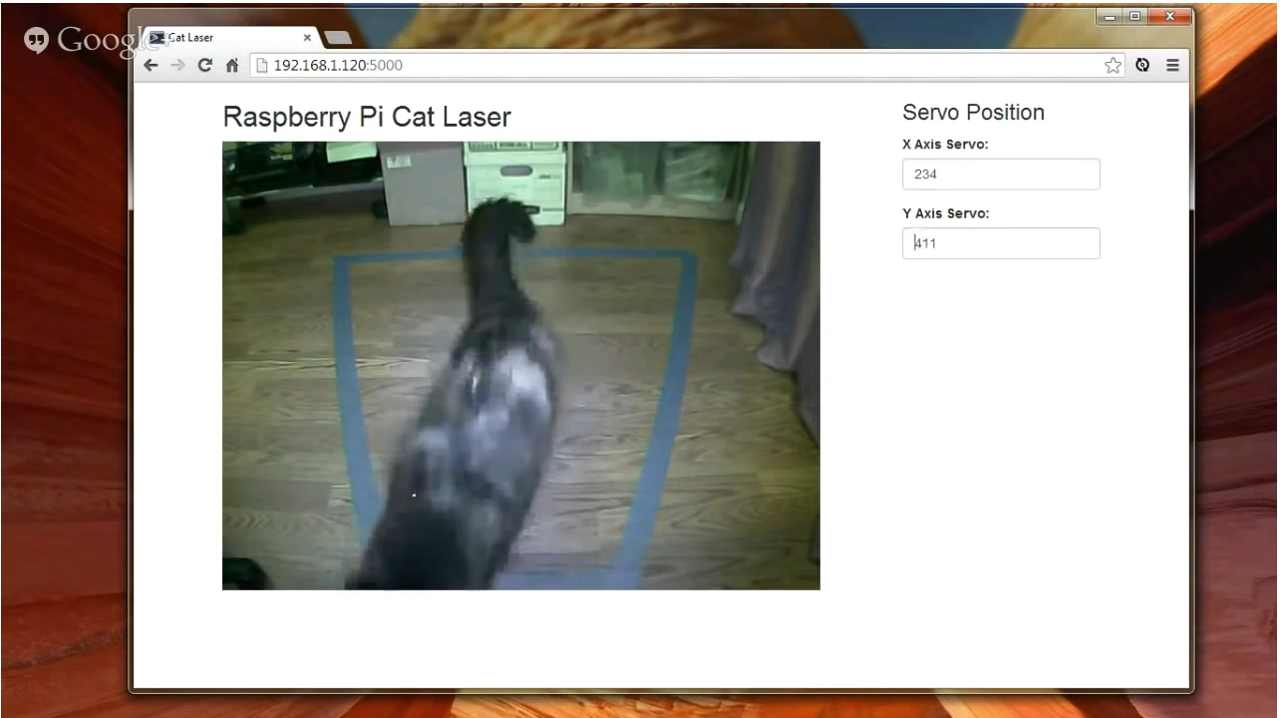 Google+
Cat Laser
192.168.1.120:5000
Raspberry Pi Cat Laser
Servo Position
X Axis Servo:
234
Y Axis Servo:
411